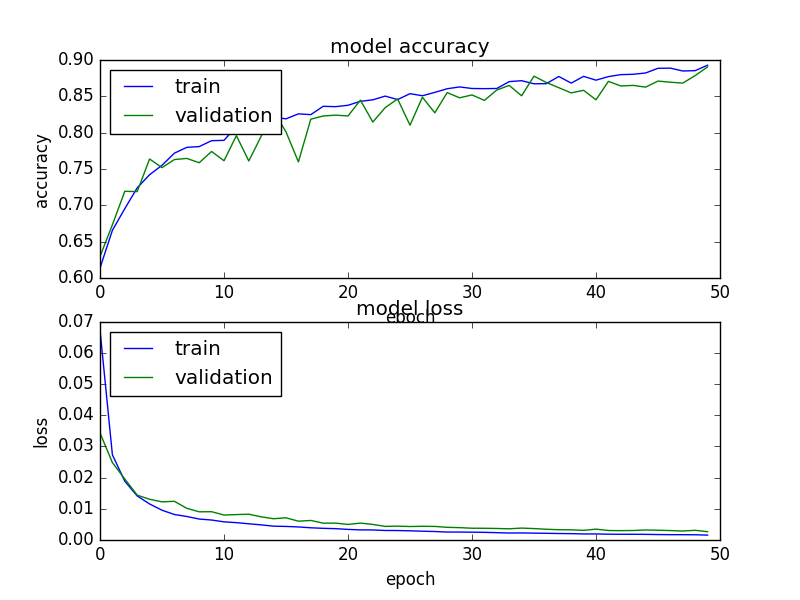 model accuracy
0.90
0.85
0.80
0.75
0.70
0.65
0.60
accuracy
train
validation
0 10 20 30 40 50
epoch
model loss
0.07
0.06
0.05
0.04
0.03
0.02
0.01
0.00
loss
train
validation
0 10 20 30 40 50
epoch